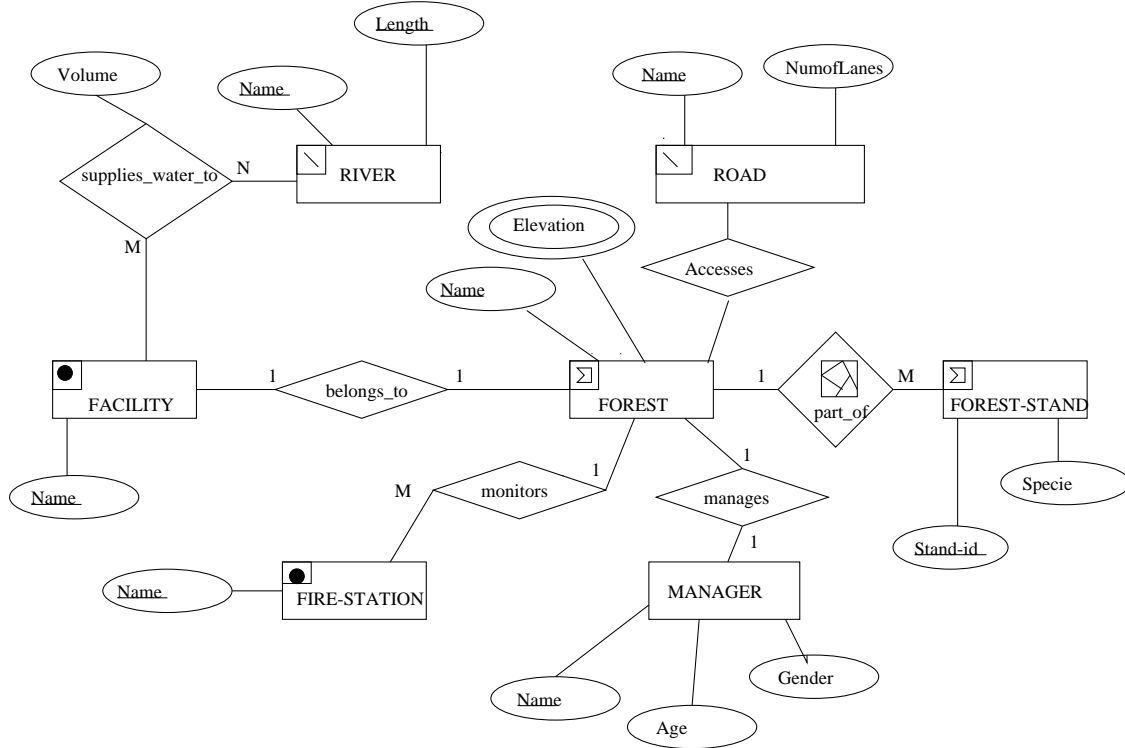 Length
Volume
Name
Name
NumofLanes
supplies_water_to
N
RIVER
ROAD
M
Elevation
Accesses
Name
1
belongs_to
1
1
part_of
M
FACILITY
FOREST
FOREST-STAND
Name
M
monitors
1
1
manages
1
Specie
Stand-id
Name
FIRE-STATION
MANAGER
Name
Age
Gender